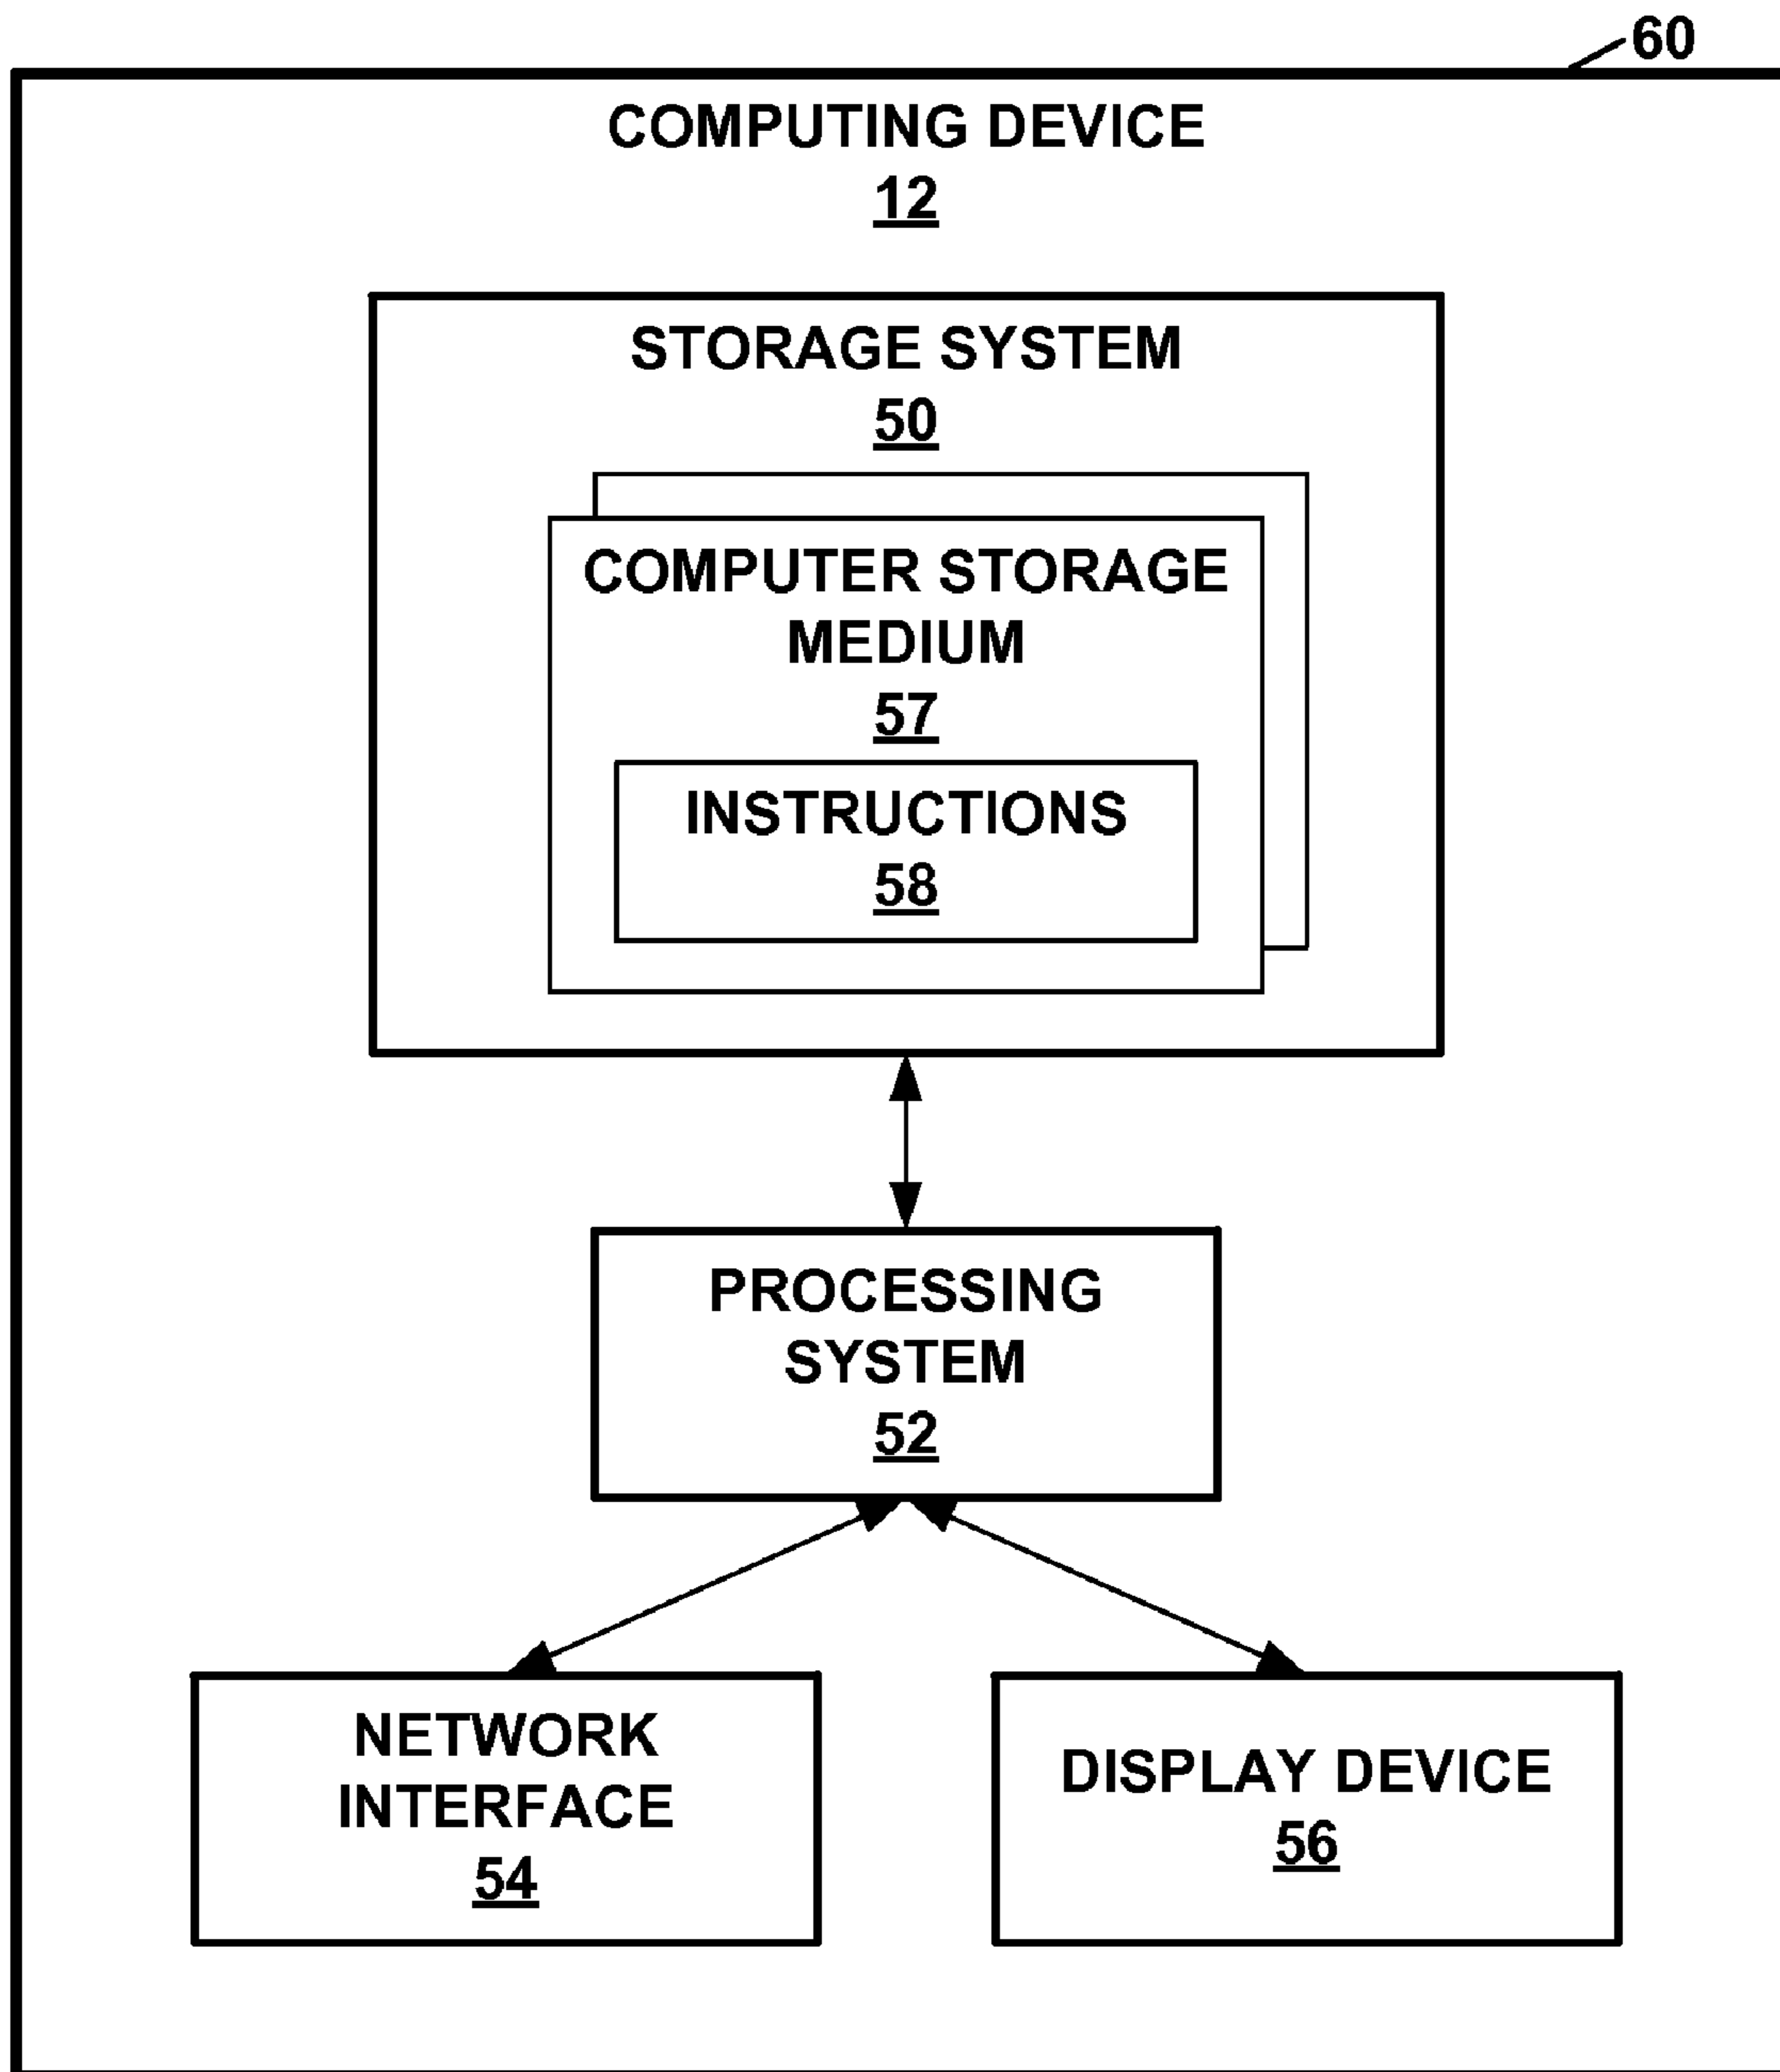 60
COMPUTING DEVICE
12
STORAGE SYSTEM
50
COMPUTER STORAGE
MEDIUM
57
INSTRUCTIONS
58
PROCESSING
SYSTEM
52
NETWORK
INTERFACE
54
DISPLAY DEVICE
56